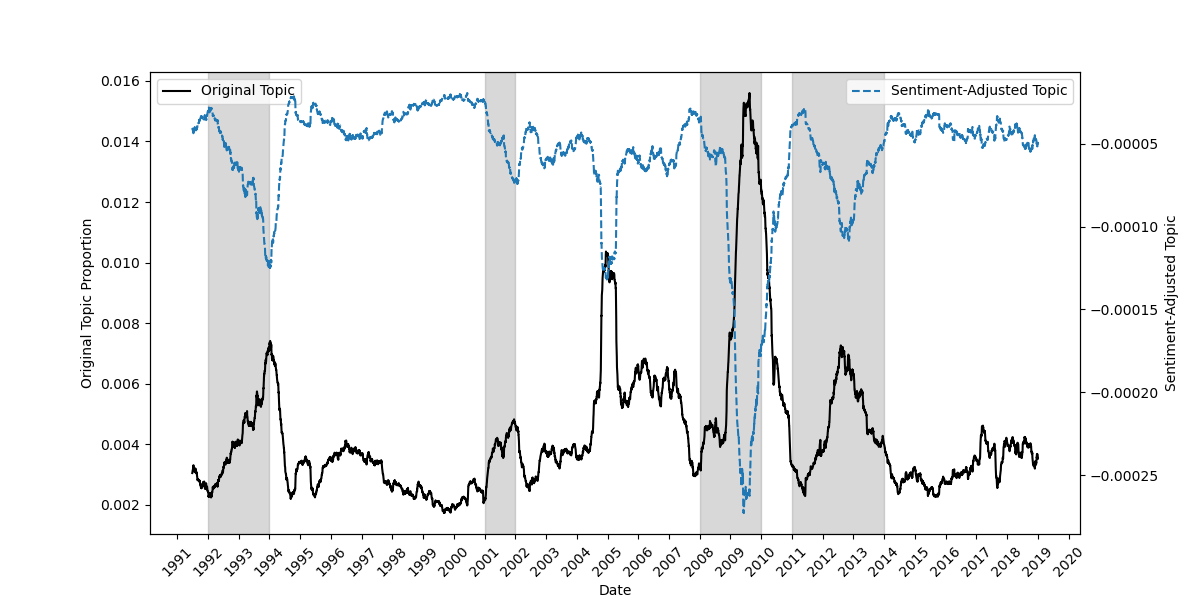 Original Topic
Sentiment-Adjusted Topic
0.016
0.014
0.012
0.010
0.008
0.006
0.004
0.002
Original Topic Proportion
−0.00005
−0.00010
−0.00015
−0.00020
−0.00025
Sentiment-Adjusted Topic
1991 1992 1993 1994 1995 1996 1997 1998 1999 2000 2001 2002 2003 2004 2005 2006 2007 2008 2009 2010 2011 2012 2013 2014 2015 2016 2017 2018 2019 2020
Date